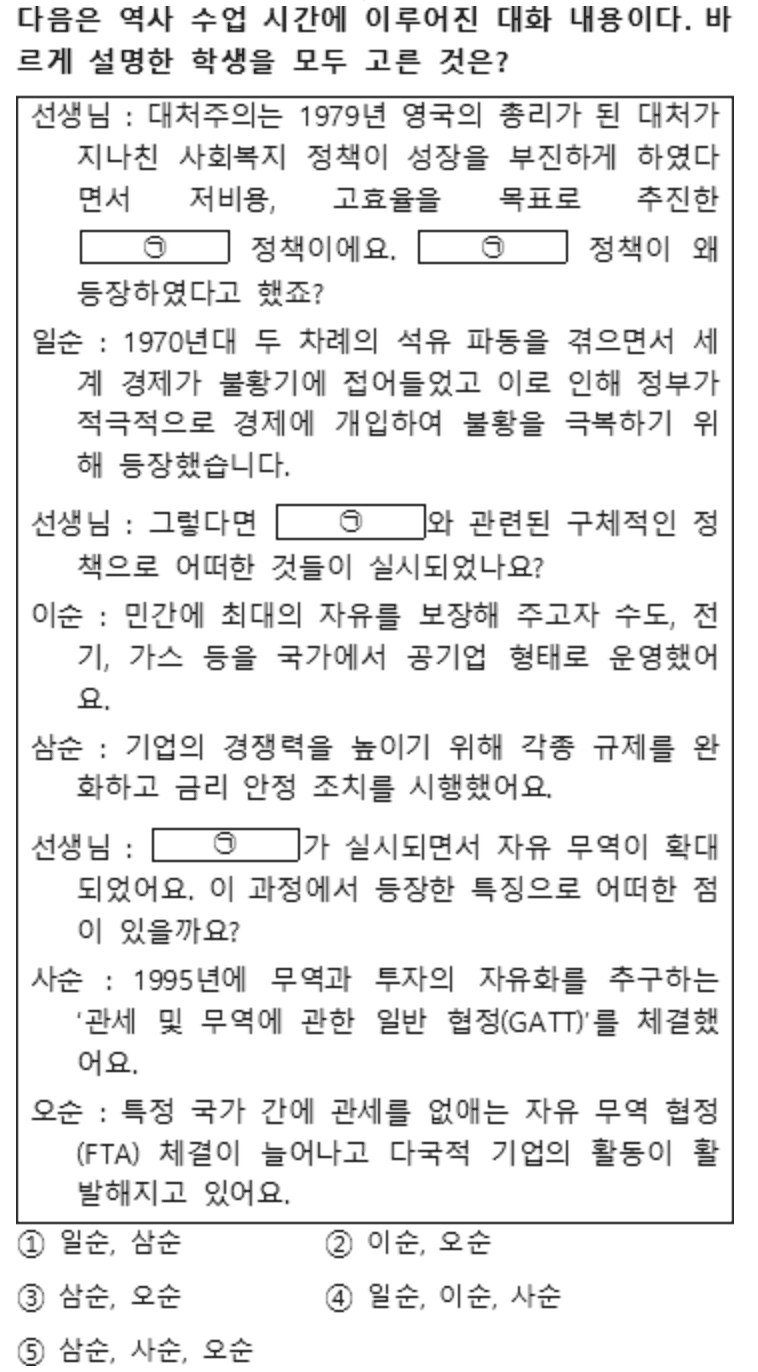 다음은 역사 수업 시간에 이루어진 대화 내용이다. 바
르게 설명한 학생을 모두 고른 것은?
선생님 : 대처주의는 1979년 영국의 총리가 된 대처가
지나친 사회복지 정책이 성장을 부진하게 하였다
면서 저비용, 고효율을 목표로 추진한
㉠ 정책이에요. ㉠ 정책이 왜
등장하였다고 했죠?
일순 : 1970년대 두 차례의 석유 파동을 겪으면서 세
계 경제가 불황기에 접어들었고 이로 인해 정부가
적극적으로 경제에 개입하여 불황을 극복하기 위
해 등장했습니다.
선생님 : 그렇다면 ㉠ 와 관련된 구체적인 정
책으로 어떠한 것들이 실시되었나요?
이순 : 민간에 최대의 자유를 보장해 주고자 수도, 전
기, 가스 등을 국가에서 공기업 형태로 운영했어
요.
삼순 : 기업의 경쟁력을 높이기 위해 각종 규제를 완
화하고 금리 안정 조치를 시행했어요.
선생님 : ㉠ 가 실시되면서 자유 무역이 확대
되었어요. 이 과정에서 등장한 특징으로 어떠한 점
이 있을까요?
사순 : 1995년에 무역과 투자의 자유화를 추구하는
‘관세 및 무역에 관한 일반 협정(GATT)’를 체결했
어요.
오순 : 특정 국가 간에 관세를 없애는 자유 무역 협정
(FTA) 체결이 늘어나고 다국적 기업의 활동이 활
발해지고 있어요.
① 일순, 삼순 ② 이순, 오순
③ 삼순, 오순 ④ 일순, 이순, 사순
⑤ 삼순, 사순, 오순